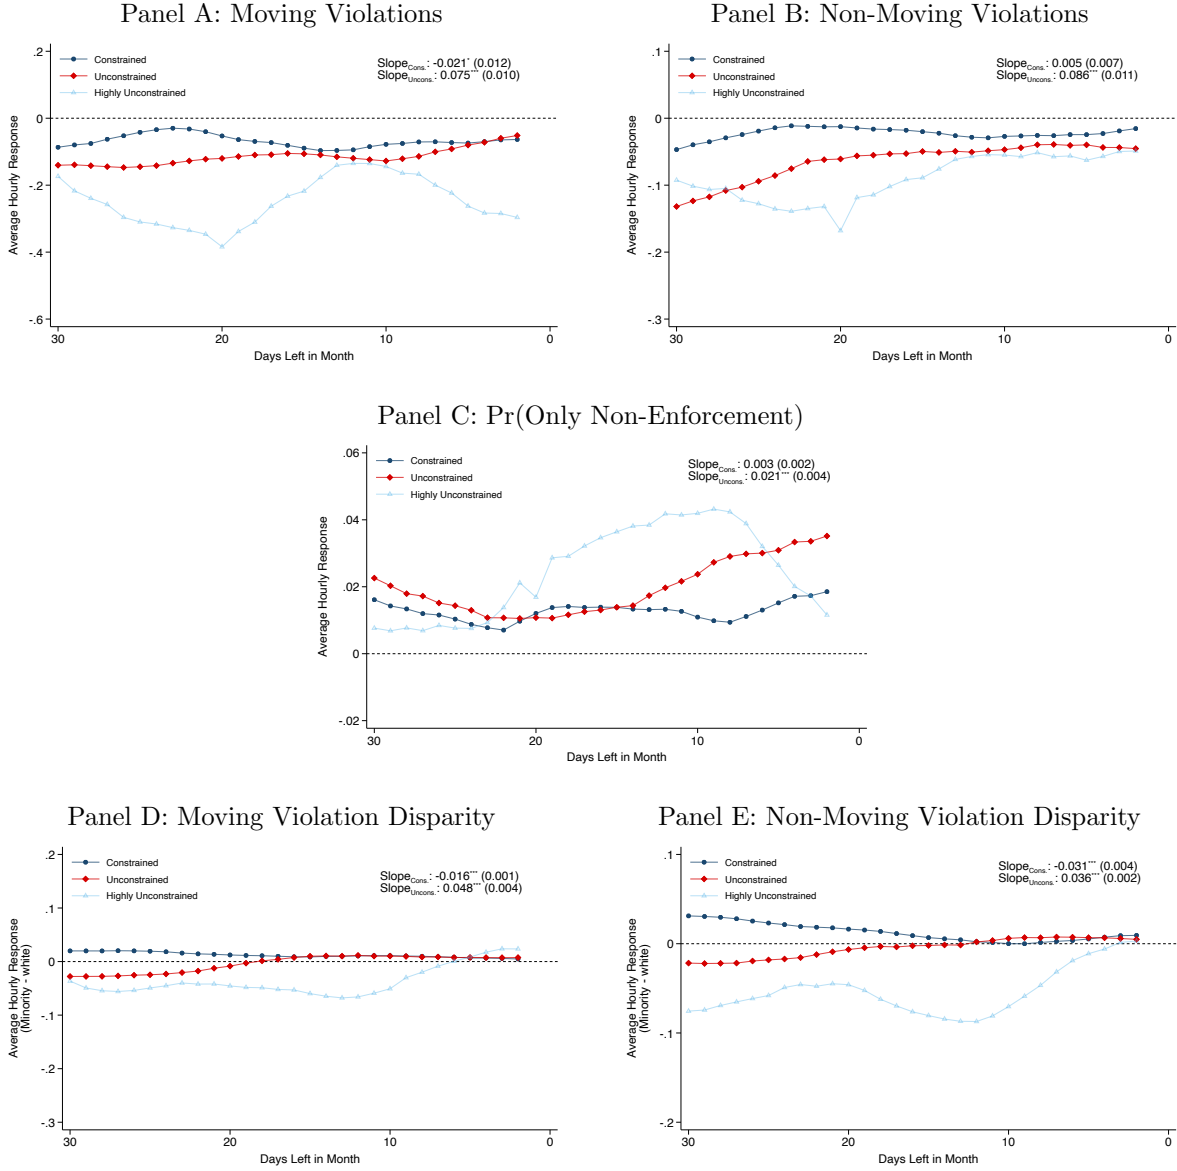 Panel A: Moving Violations
Constrained
Unconstrained
Highly Unconstrained
Slope_Cons.: -0.021* (0.012)
Slope_Uncons.: 0.075*** (0.010)
.2
0
-.2
-.4
-.6
Average Hourly Response
30 20 10 0
Days Left in Month
Panel B: Non-Moving Violations
Constrained
Unconstrained
Highly Unconstrained
Slope_Cons.: 0.005 (0.007)
Slope_Uncons.: 0.086*** (0.011)
.1
0
-.1
-.2
-.3
Average Hourly Response
30 20 10 0
Days Left in Month
Panel C: Pr(Only Non-Enforcement)
Constrained
Unconstrained
Highly Unconstrained
Slope_Cons.: 0.003 (0.002)
Slope_Uncons.: 0.021*** (0.004)
.06
.04
.02
0
-.02
Average Hourly Response
30 20 10 0
Days Left in Month
Panel D: Moving Violation Disparity
Constrained
Unconstrained
Highly Unconstrained
Slope_Cons.: -0.016*** (0.001)
Slope_Uncons.: 0.048*** (0.004)
.2
.1
0
-.1
-.2
-.3
Average Hourly Response
(Minority - white)
30 20 10 0
Days Left in Month
Panel E: Non-Moving Violation Disparity
Constrained
Unconstrained
Highly Unconstrained
Slope_Cons.: -0.031*** (0.004)
Slope_Uncons.: 0.036*** (0.002)
.1
0
-.1
-.2
Average Hourly Response
(Minority - white)
30 20 10 0
Days Left in Month